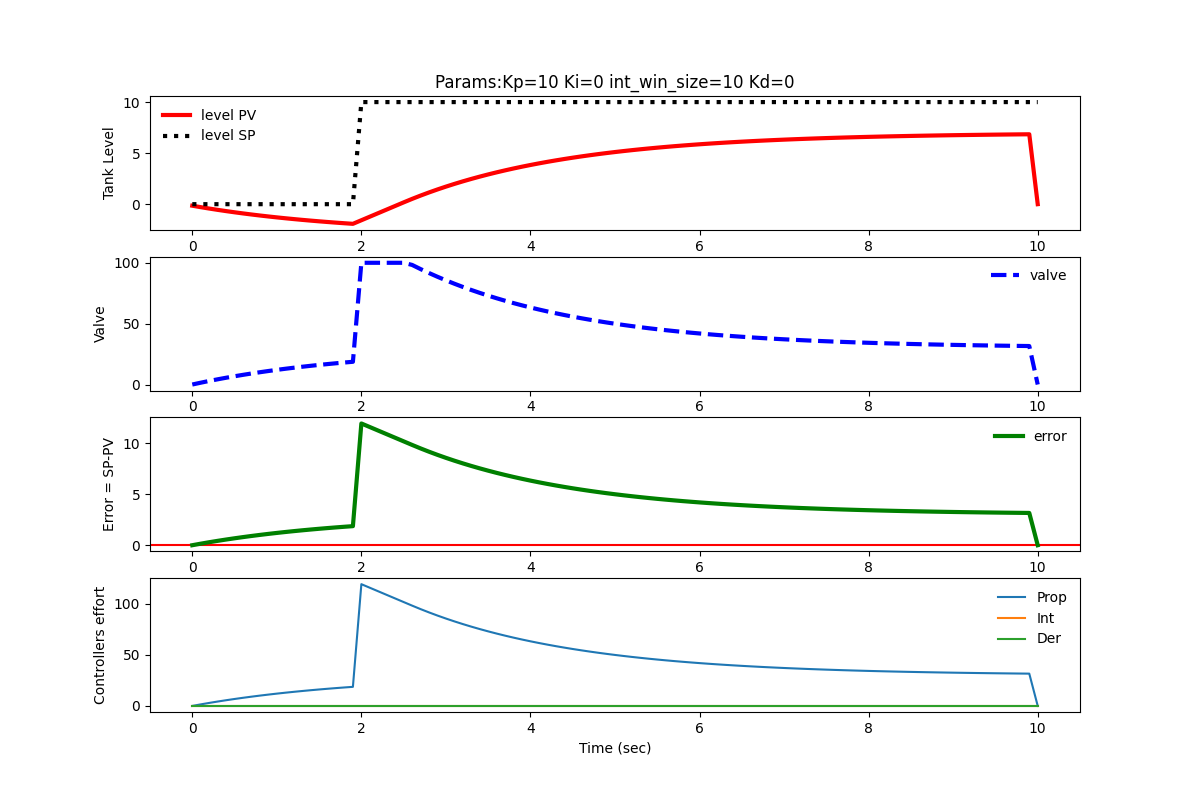 Params:Kp=10 Ki=0 int_win_size=10 Kd=0
Tank Level
10
5
0
level PV
level SP
0 2 4 6 8 10
Valve
100
50
0
valve
0 2 4 6 8 10
Error = SP-PV
10
5
0
error
0 2 4 6 8 10
Controllers effort
100
50
0
Prop
Int
Der
0 2 4 6 8 10
Time (sec)